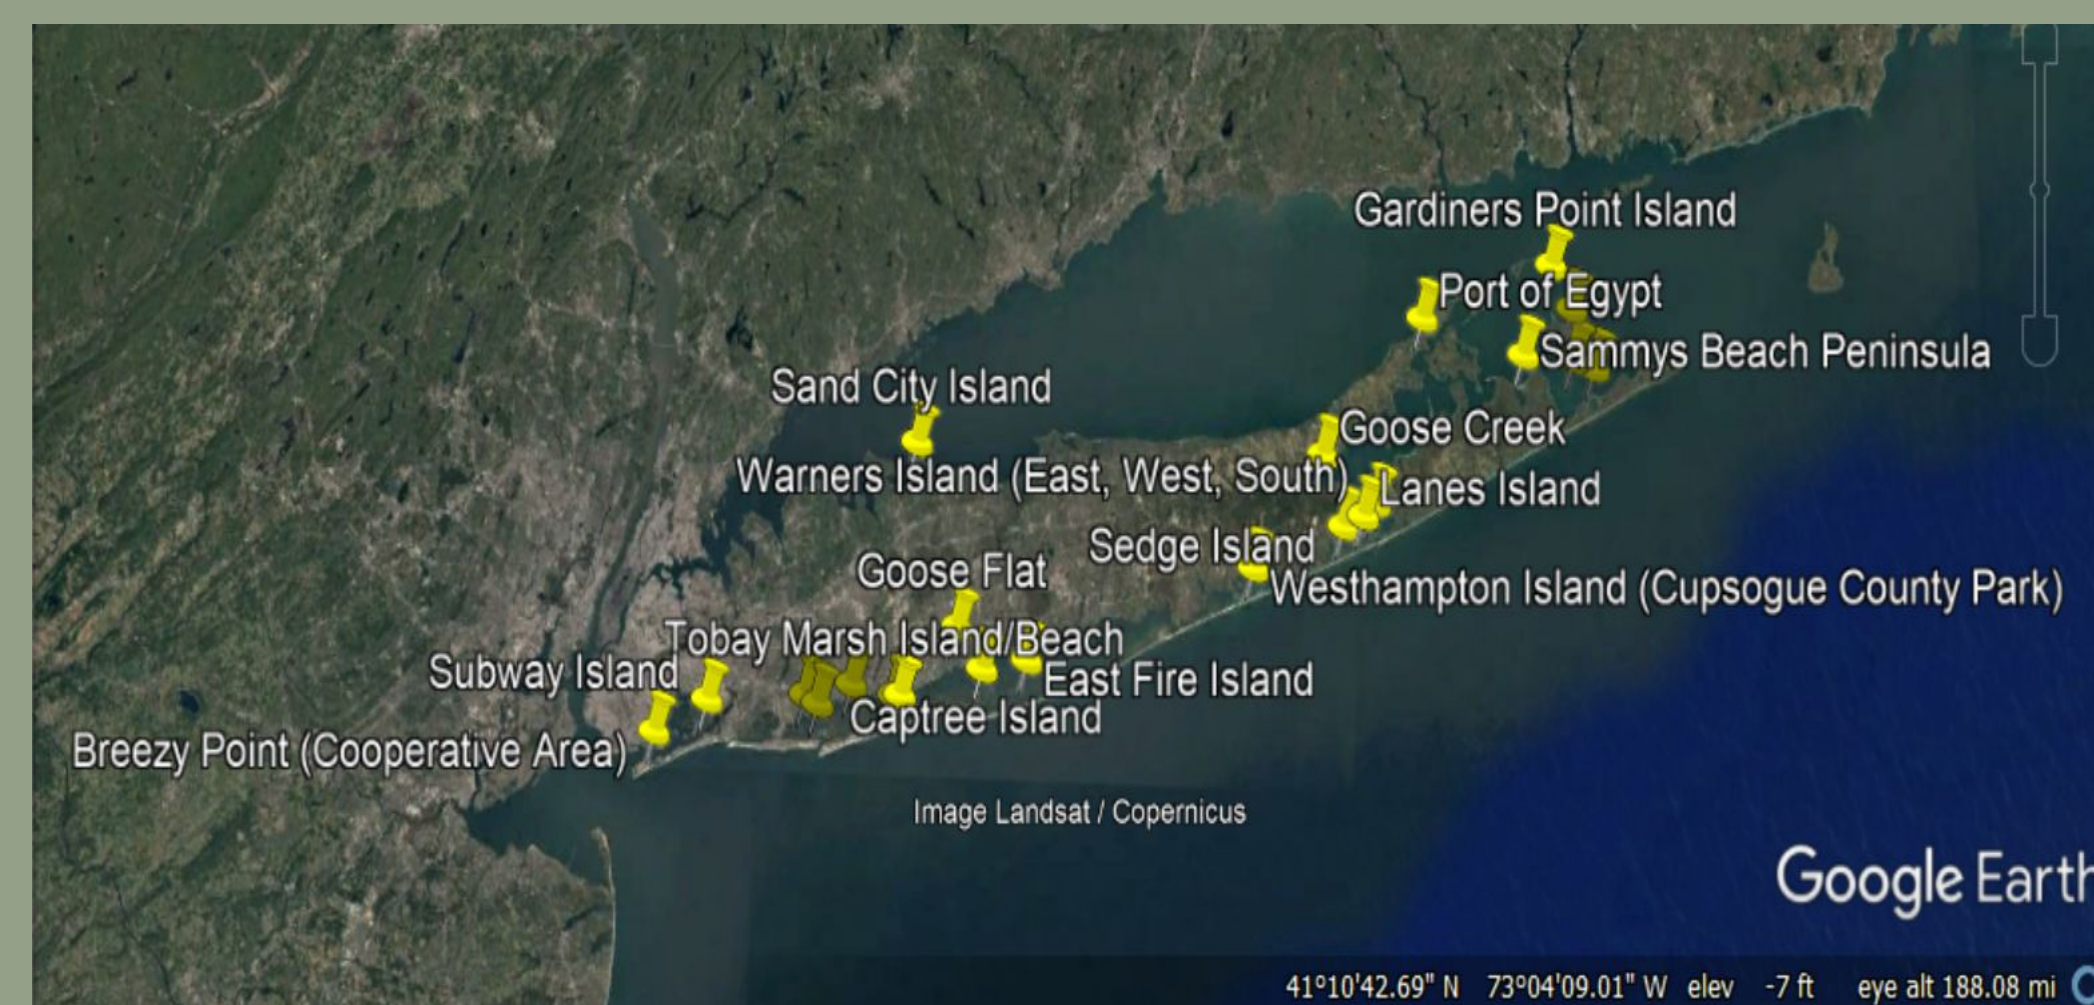 Gardiners Point Island
Port of Egypt
Sammys Beach Peninsula
Sand City Island
Goose Creek
Warners Island (East, West, South)
Lanes Island
Sedge Island
Goose Flat
Westhampton Island (Cupsogue County Park)
Tobay Marsh Island/Beach
Subway Island
East Fire Island
Captree Island
Breezy Point (Cooperative Area)
Image Landsat / Copernicus
Google Earth
41°10'42.69" N 73°04'09.01" W elev -7 ft eye alt 188.08 mi